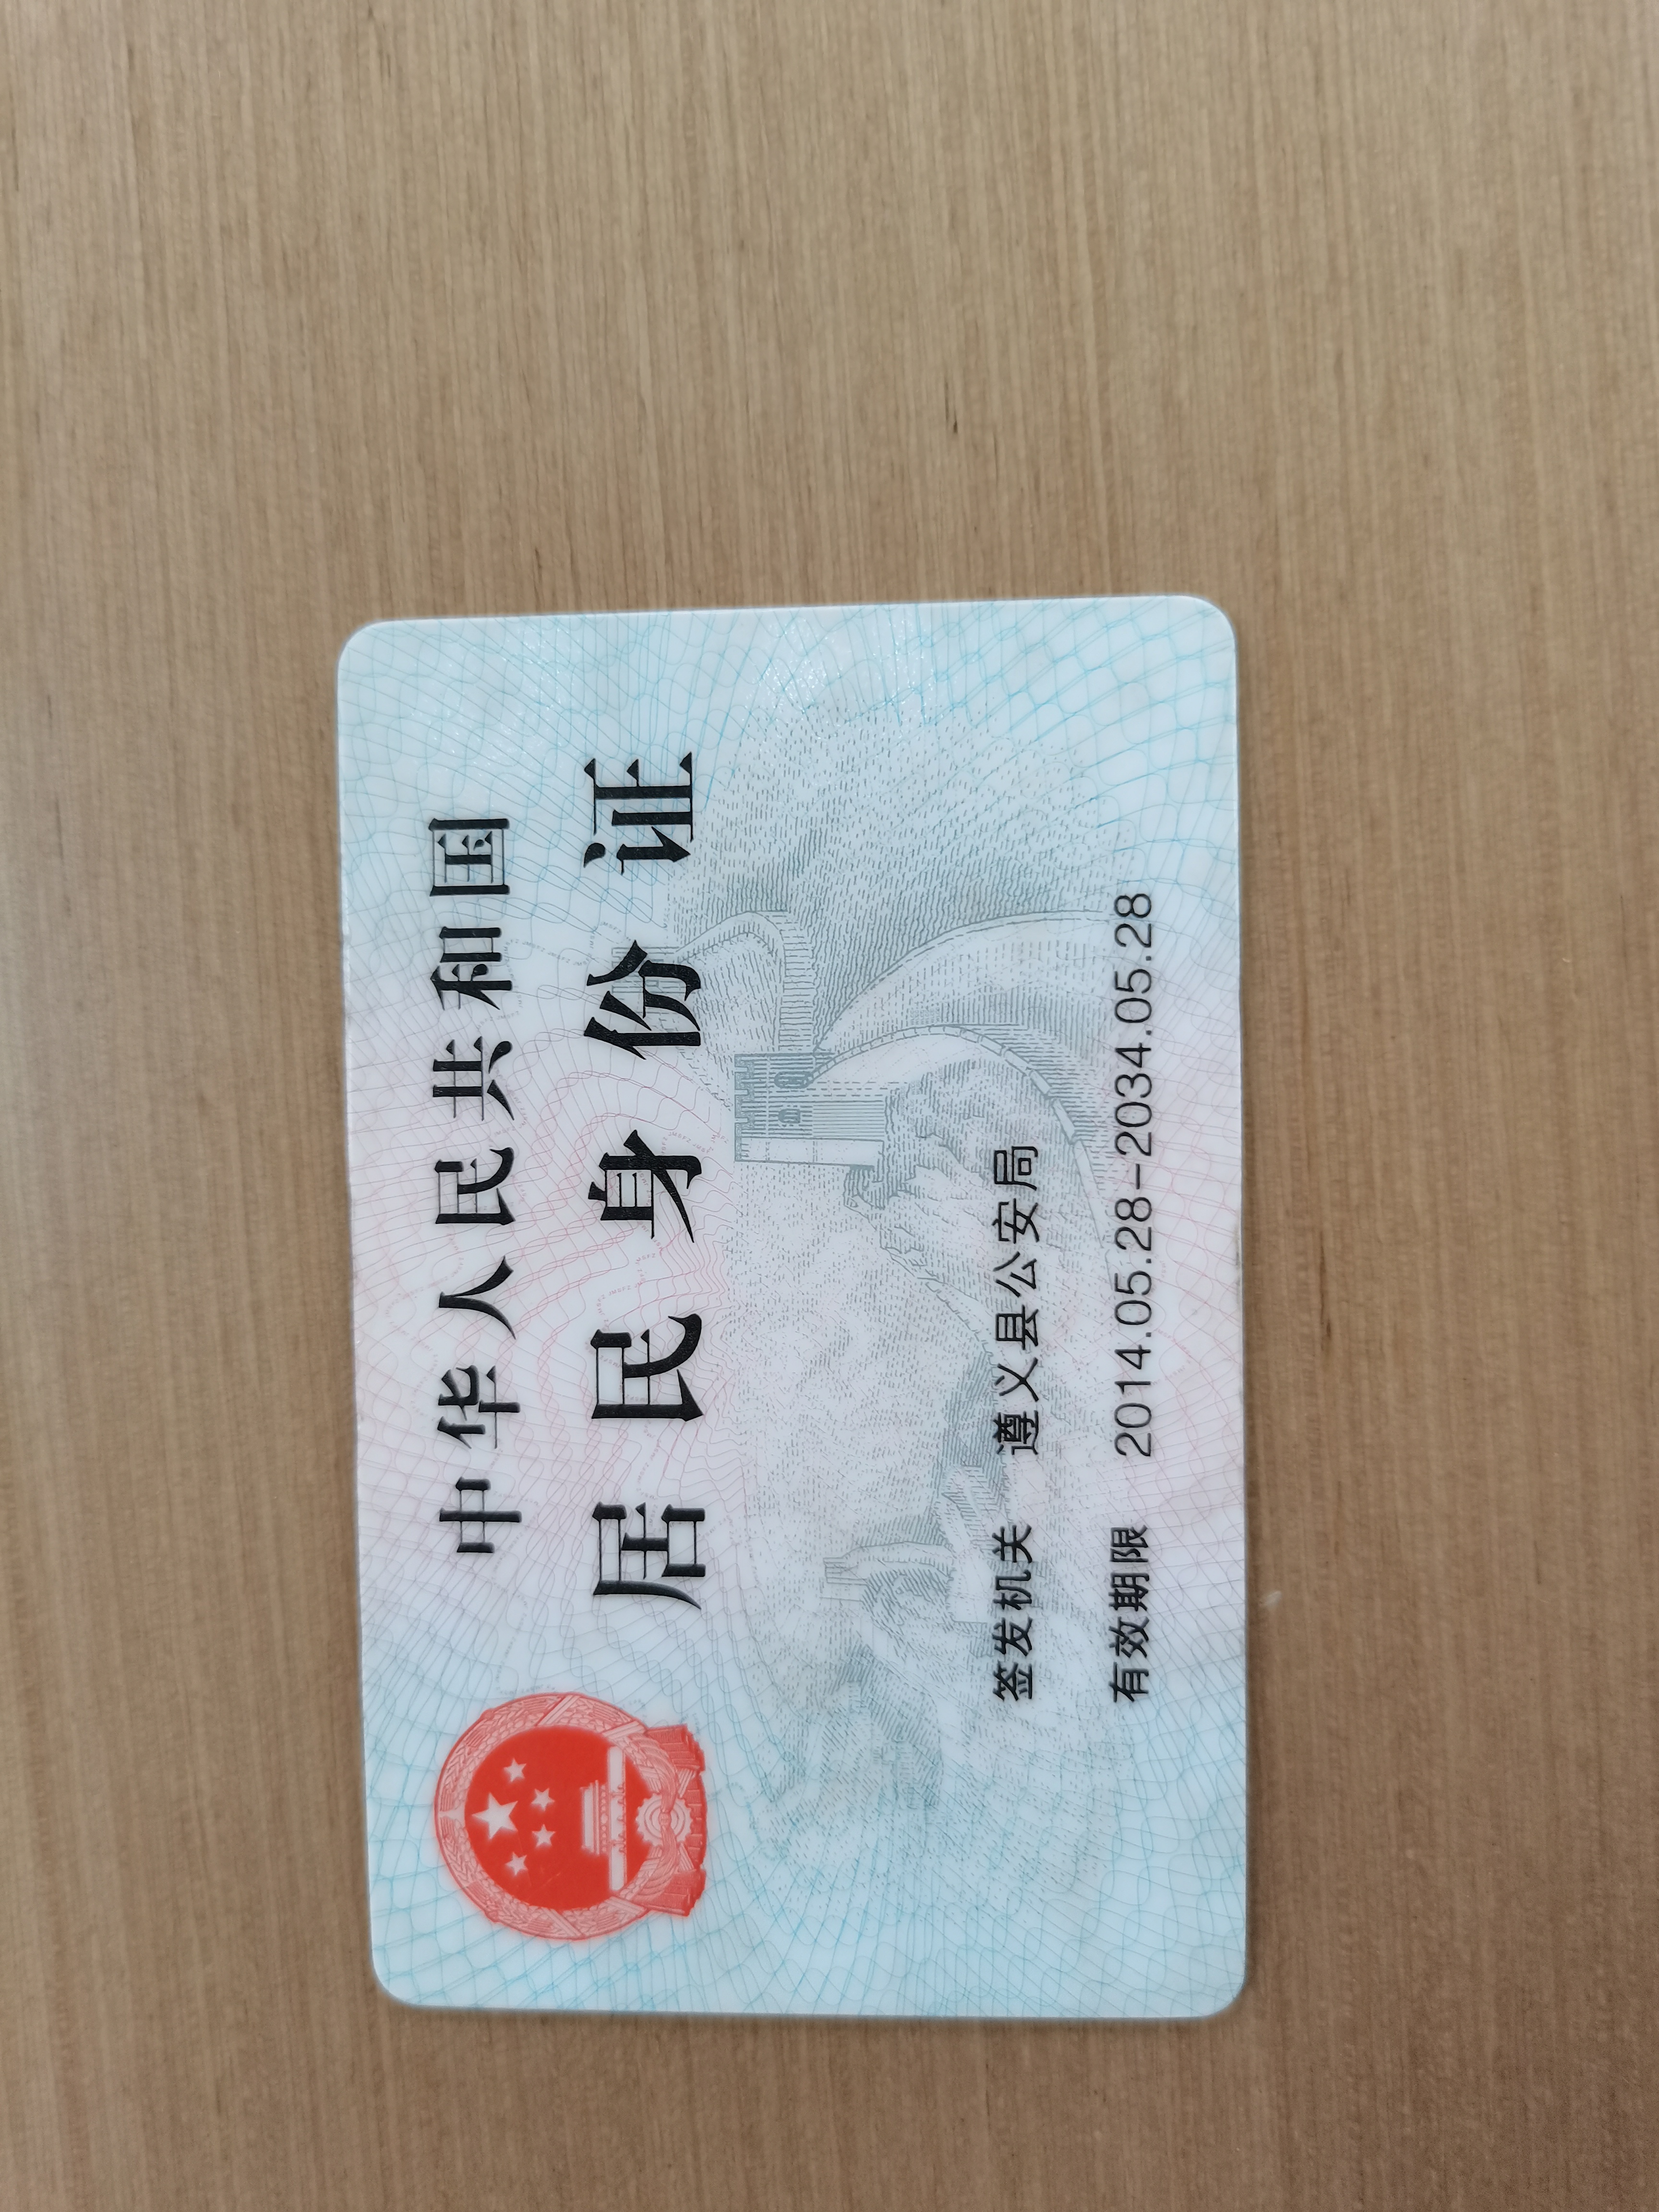 中华人民共和国
居民身份证
签发机关 遵义县公安局
有效期限 2014.05.28-2034.05.28